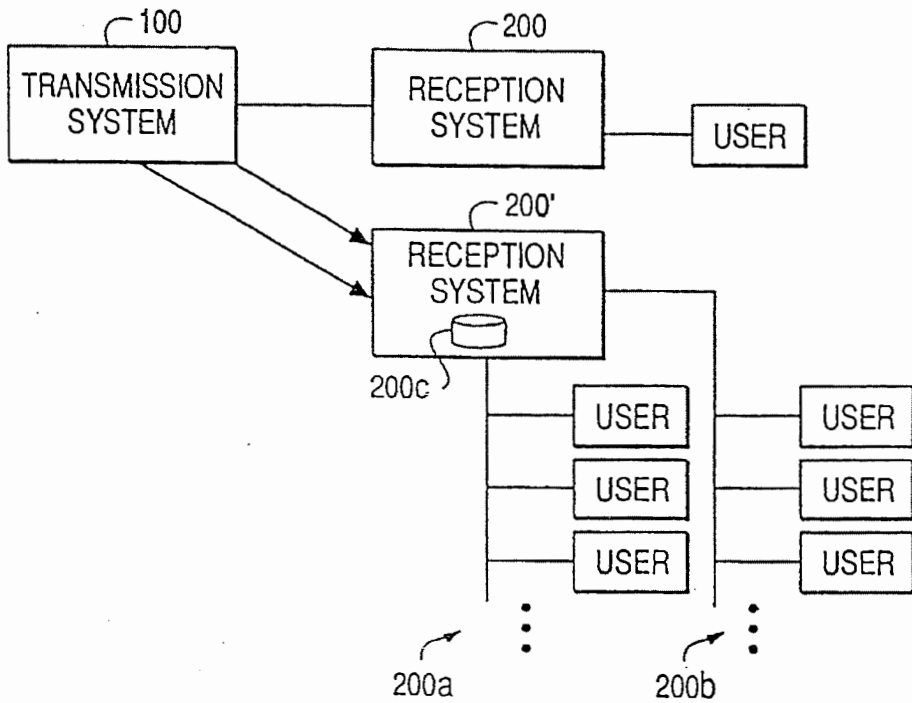 100
TRANSMISSION
SYSTEM
200
RECEPTION
SYSTEM
USER
200'
RECEPTION
SYSTEM
200c
USER
USER
USER
USER
USER
USER
200a
200b